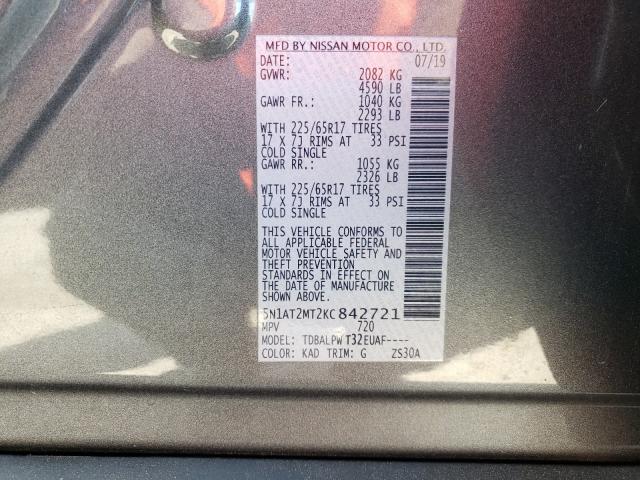 MFD BY NISSAN MOTOR CO., LTD.
DATE: 07/19
GVWR: 2082 KG
4590 LB
GAWR FR.: 1040 KG
2293 LB
WITH 225/65R17 TIRES
17 X 7J RIMS AT 33 PSI
COLD SINGLE
GAWR RR.: 1055 KG
2326 LB
WITH 225/65R17 TIRES
17 X 7J RIMS AT 33 PSI
COLD SINGLE
THIS VEHICLE CONFORMS TO
ALL APPLICABLE FEDERAL
MOTOR VEHICLE SAFETY AND
THEFT PREVENTION
STANDARDS IN EFFECT ON
THE DATE OF MANUFACTURE
SHOWN ABOVE.
5N1AT2MT2KC842721
MPV 720
MODEL: TDBALPWT32EUAF----
COLOR: KAD TRIM: G ZS30A